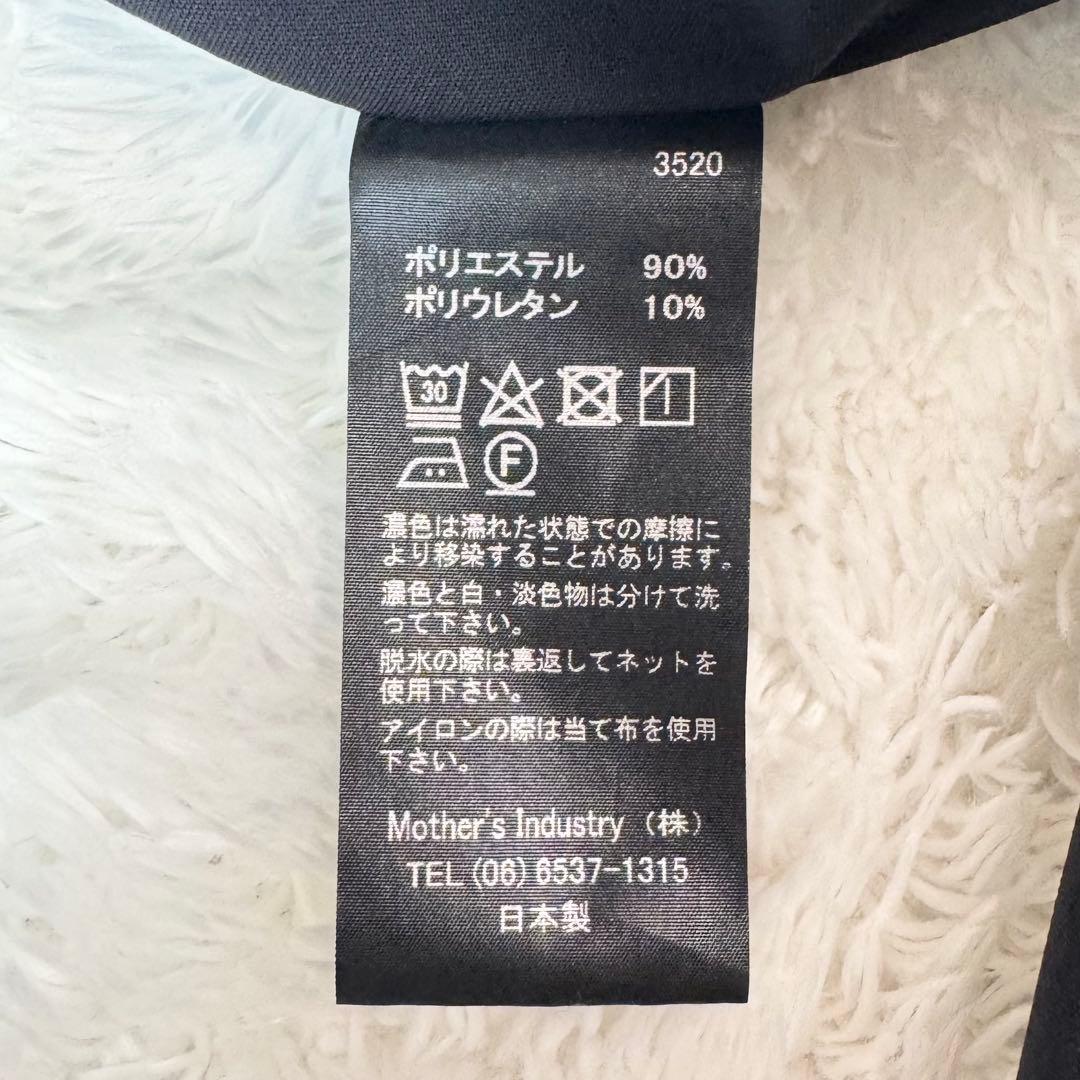 3520
ポリエステル 90%
ポリウレタン 10%
30
F
濃色は濡れた状態での摩擦に
より移染することがあります。
濃色と白・淡色物は分けて洗
って下さい。
脱水の際は裏返してネットを
使用下さい。
アイロンの際は当て布を使用
下さい。
Mother's Industry (株)
TEL (06) 6537-1315
日本製